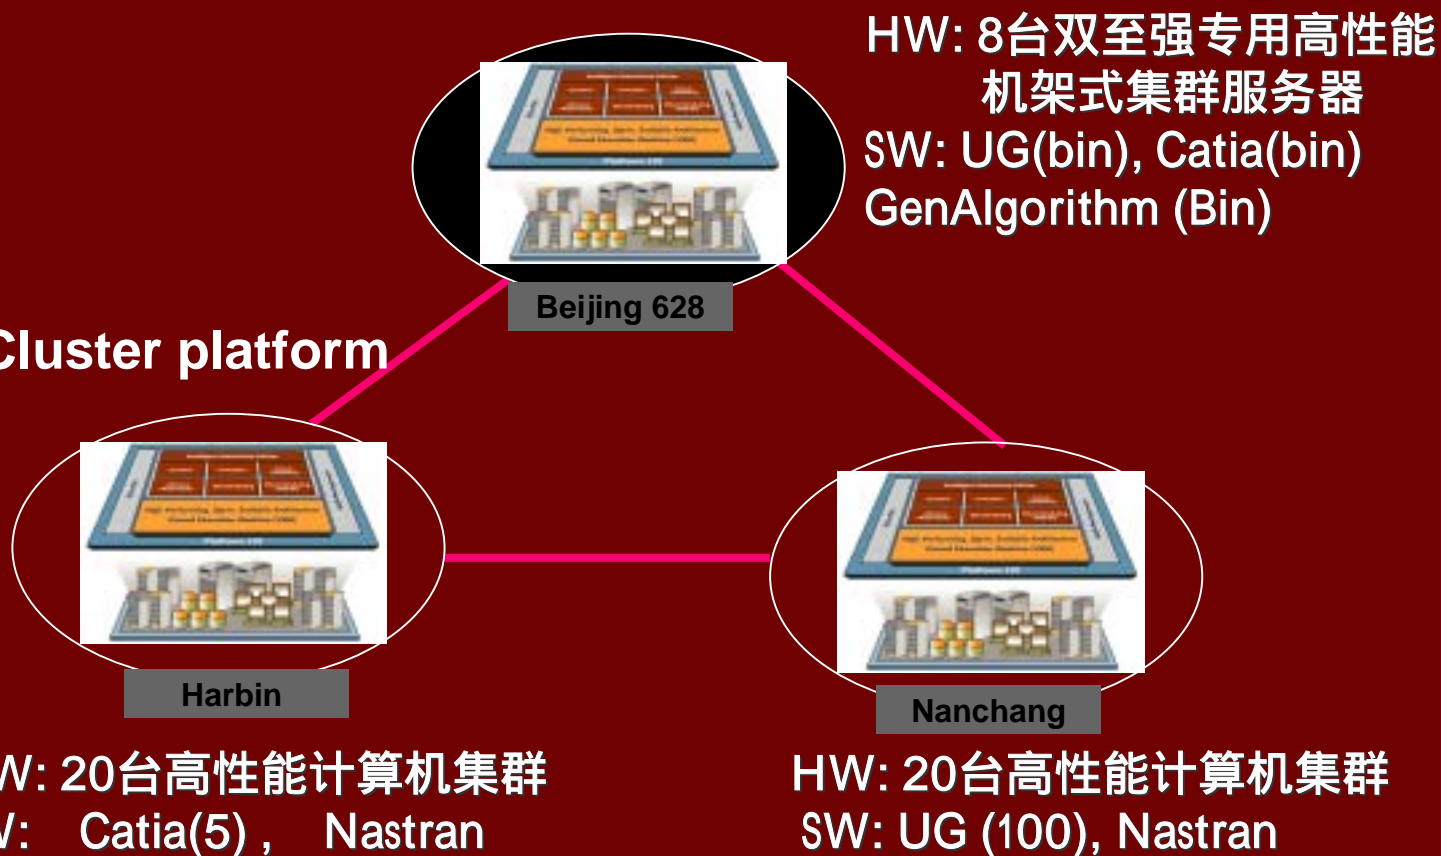 HW: 8台双至强专用高性能
机架式集群服务器
SW: UG(bin), Catia(bin)
GenAlgorithm (Bin)
Beijing 628
Cluster platform
Harbin
Nanchang
W: 20台高性能计算机集群
W: Catia(5) , Nastran
HW: 20台高性能计算机集群
SW: UG (100), Nastran